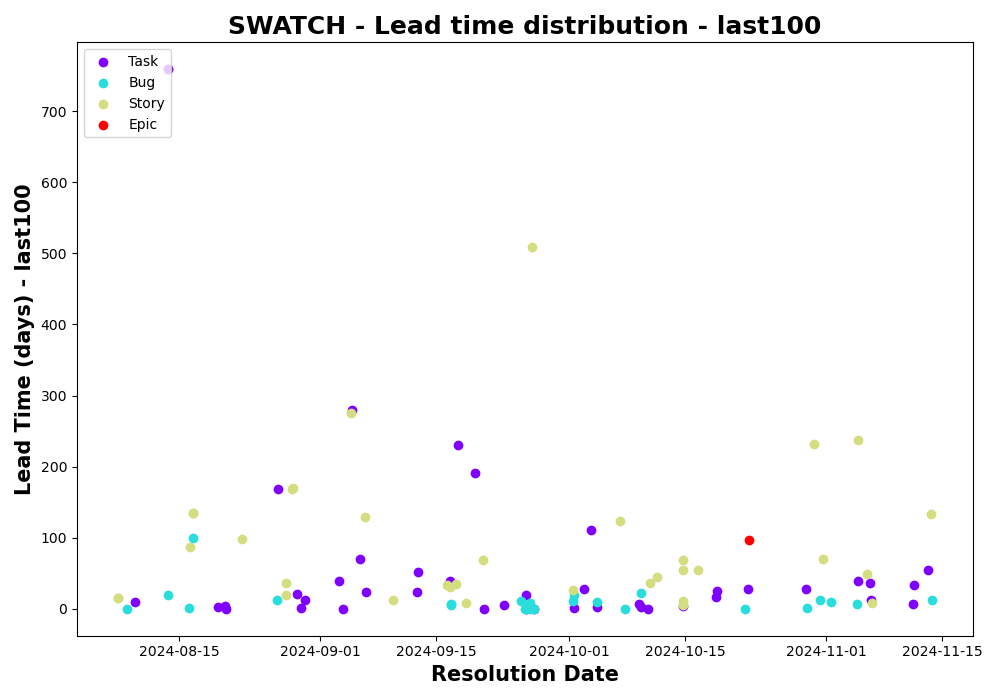 SWATCH - Lead time distribution - last100
Task
Bug
Story
Epic
Lead Time (days) - last100
700
600
500
400
300
200
100
0
2024-08-15
2024-09-01
2024-09-15
2024-10-01
2024-10-15
2024-11-01
2024-11-15
Resolution Date